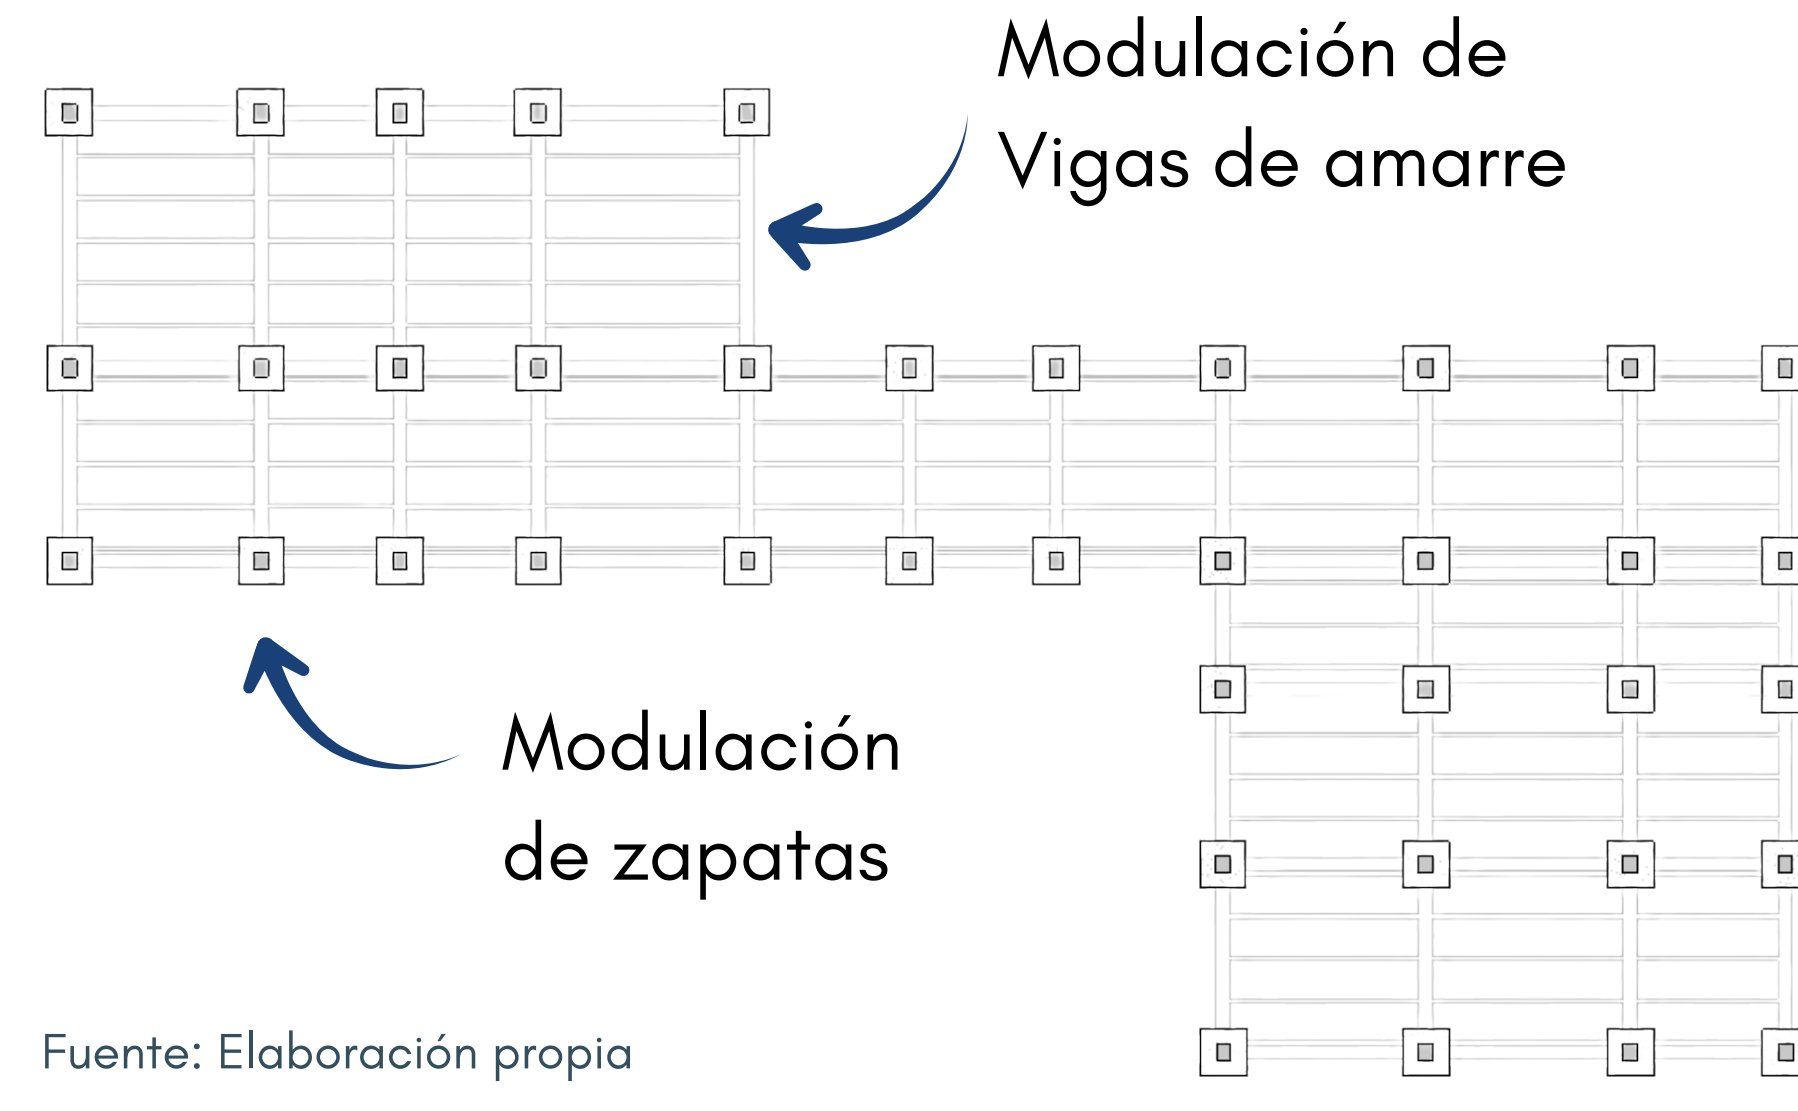 Modulación de
Vigas de amarre
Modulación
de zapatas
Fuente: Elaboración propia